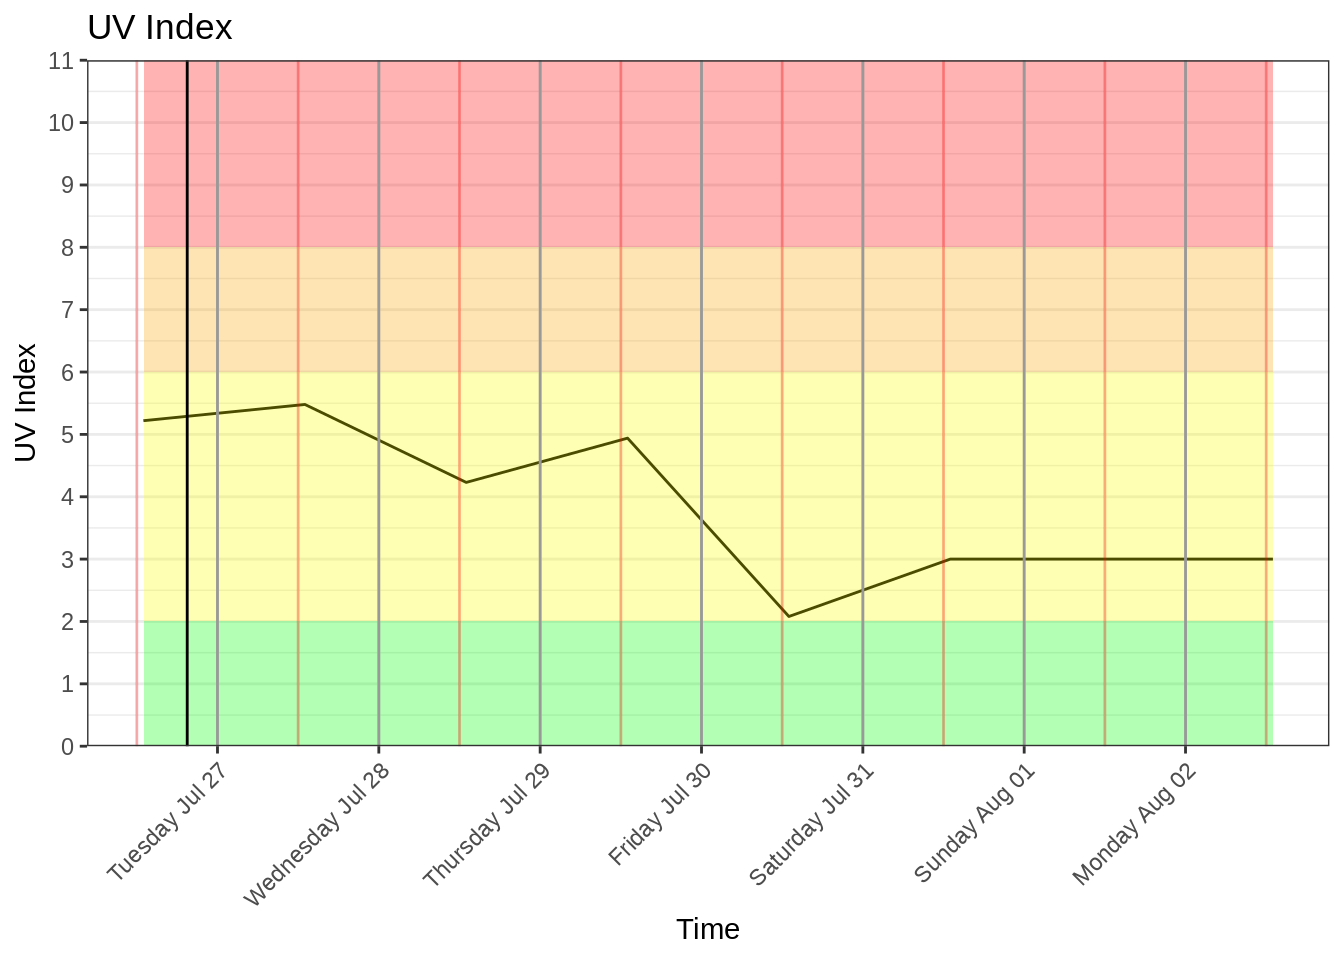 UV Index
11
10
9
8
7
6
5
4
3
2
1
0
UV Index
Tuesday Jul 27
Wednesday Jul 28
Thursday Jul 29
Friday Jul 30
Saturday Jul 31
Sunday Aug 01
Monday Aug 02
Time